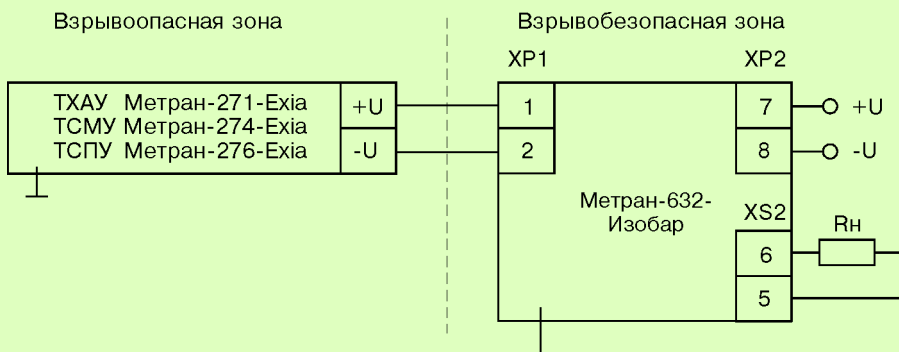 Взрывоопасная зона
Взрывобезопасная зона
XP1
XP2
ТХАУ Метран-271-Exia
ТСМУ Метран-274-Exia
ТСПУ Метран-276-Exia
+U
-U
1
2
7
8
+U
-U
Метран-632-
Изобар
XS2
6
5
Rн